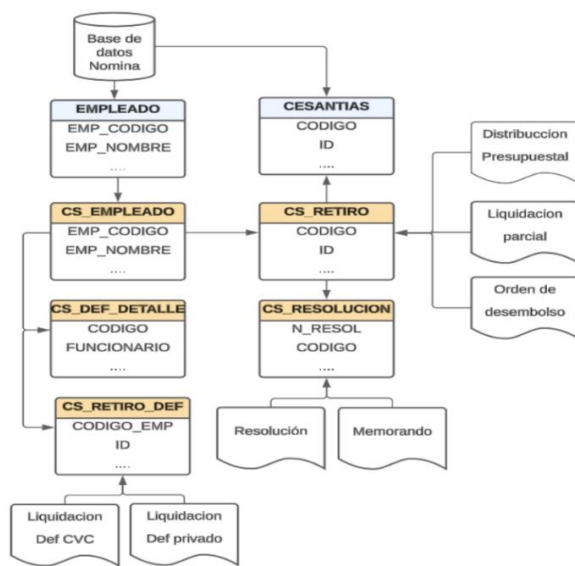 Base de
datos
Nomina
EMPLEADO
EMP_CODIGO
EMP_NOMBRE
....
CESANTIAS
CODIGO
ID
....
Distribuccion
Presupuestal
CS_EMPLEADO
EMP_CODIGO
EMP_NOMBRE
....
CS_RETIRO
CODIGO
ID
....
Liquidacion
parcial
Orden de
desembolso
CS_DEF_DETALLE
CODIGO
FUNCIONARIO
....
CS_RESOLUCION
N_RESOL
CODIGO
....
CS_RETIRO_DEF
CODIGO_EMP
ID
....
Resolución
Memorando
Liquidacion
Def CVC
Liquidacion
Def privado